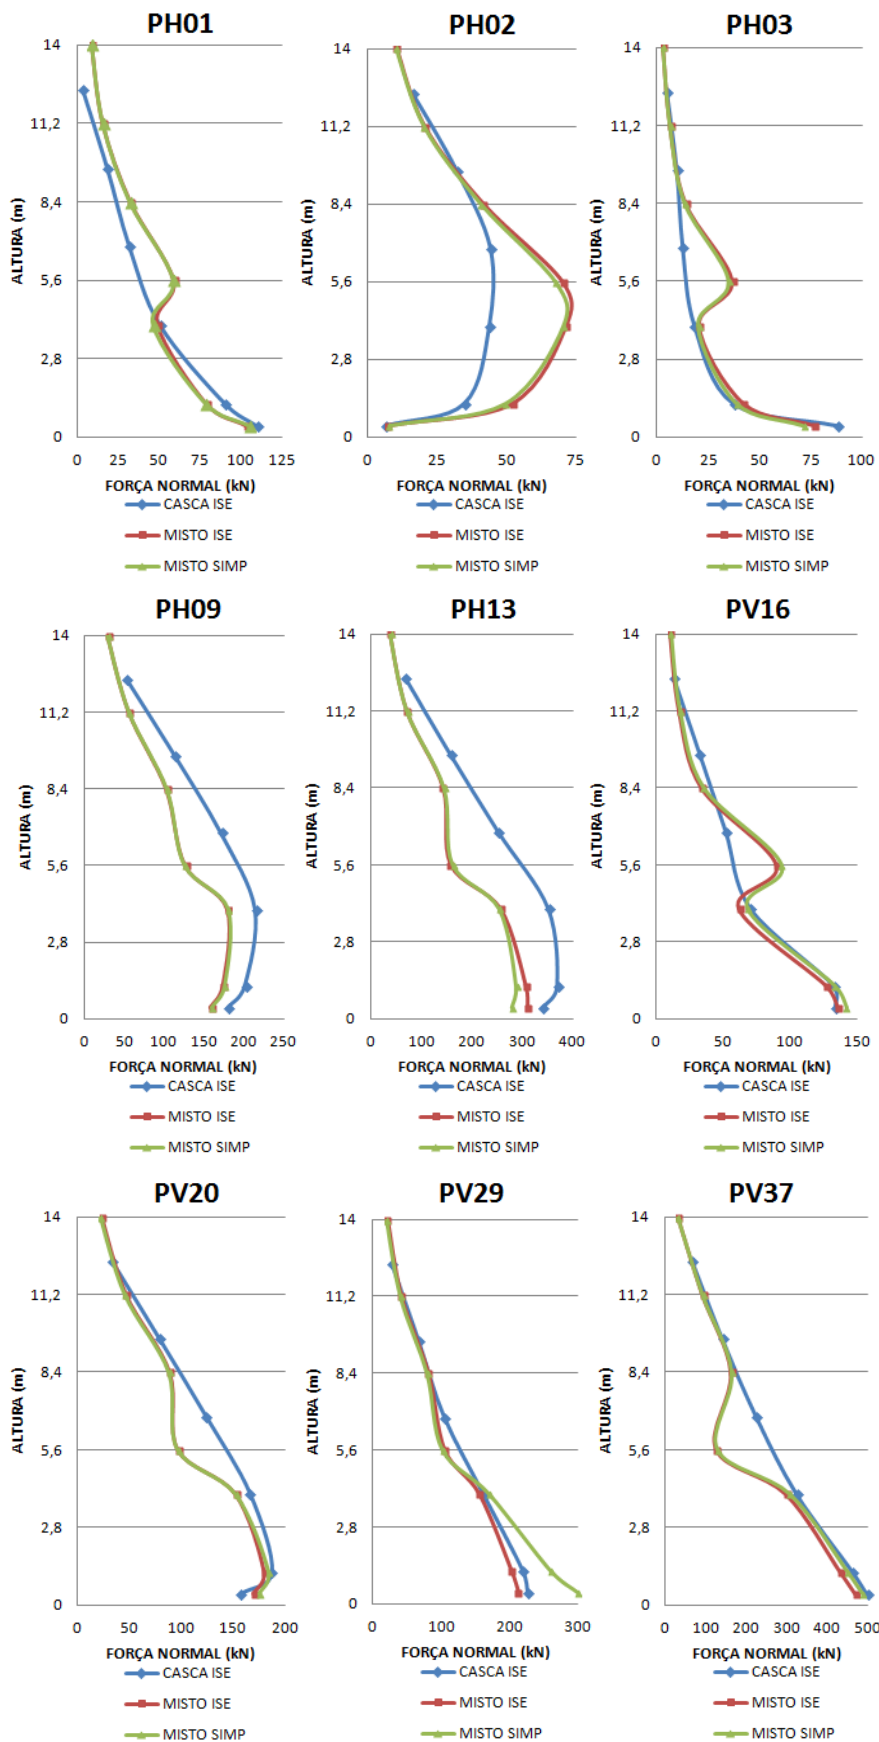 PH01
14
11,2
8,4
5,6
2,8
0
ALTURA (m)
0 25 50 75 100 125
FORÇA NORMAL (kN)
CASCA ISE
MISTO ISE
MISTO SIMP
PH02
14
11,2
8,4
5,6
2,8
0
ALTURA (m)
0 25 50 75
FORÇA NORMAL (kN)
CASCA ISE
MISTO ISE
MISTO SIMP
PH03
14
11,2
8,4
5,6
2,8
0
ALTURA (m)
0 25 50 75 100
FORÇA NORMAL (kN)
CASCA ISE
MISTO ISE
MISTO SIMP
PH09
14
11,2
8,4
5,6
2,8
0
ALTURA (m)
0 50 100 150 200 250
FORÇA NORMAL (kN)
CASCA ISE
MISTO ISE
MISTO SIMP
PH13
14
11,2
8,4
5,6
2,8
0
ALTURA (m)
0 100 200 300 400
FORÇA NORMAL (kN)
CASCA ISE
MISTO ISE
MISTO SIMP
PV16
14
11,2
8,4
5,6
2,8
0
ALTURA (m)
0 50 100 150
FORÇA NORMAL (kN)
CASCA ISE
MISTO ISE
MISTO SIMP
PV20
14
11,2
8,4
5,6
2,8
0
ALTURA (m)
0 50 100 150 200
FORÇA NORMAL (kN)
CASCA ISE
MISTO ISE
MISTO SIMP
PV29
14
11,2
8,4
5,6
2,8
0
ALTURA (m)
0 100 200 300
FORÇA NORMAL (kN)
CASCA ISE
MISTO ISE
MISTO SIMP
PV37
14
11,2
8,4
5,6
2,8
0
ALTURA (m)
0 100 200 300 400 500
FORÇA NORMAL (kN)
CASCA ISE
MISTO ISE
MISTO SIMP